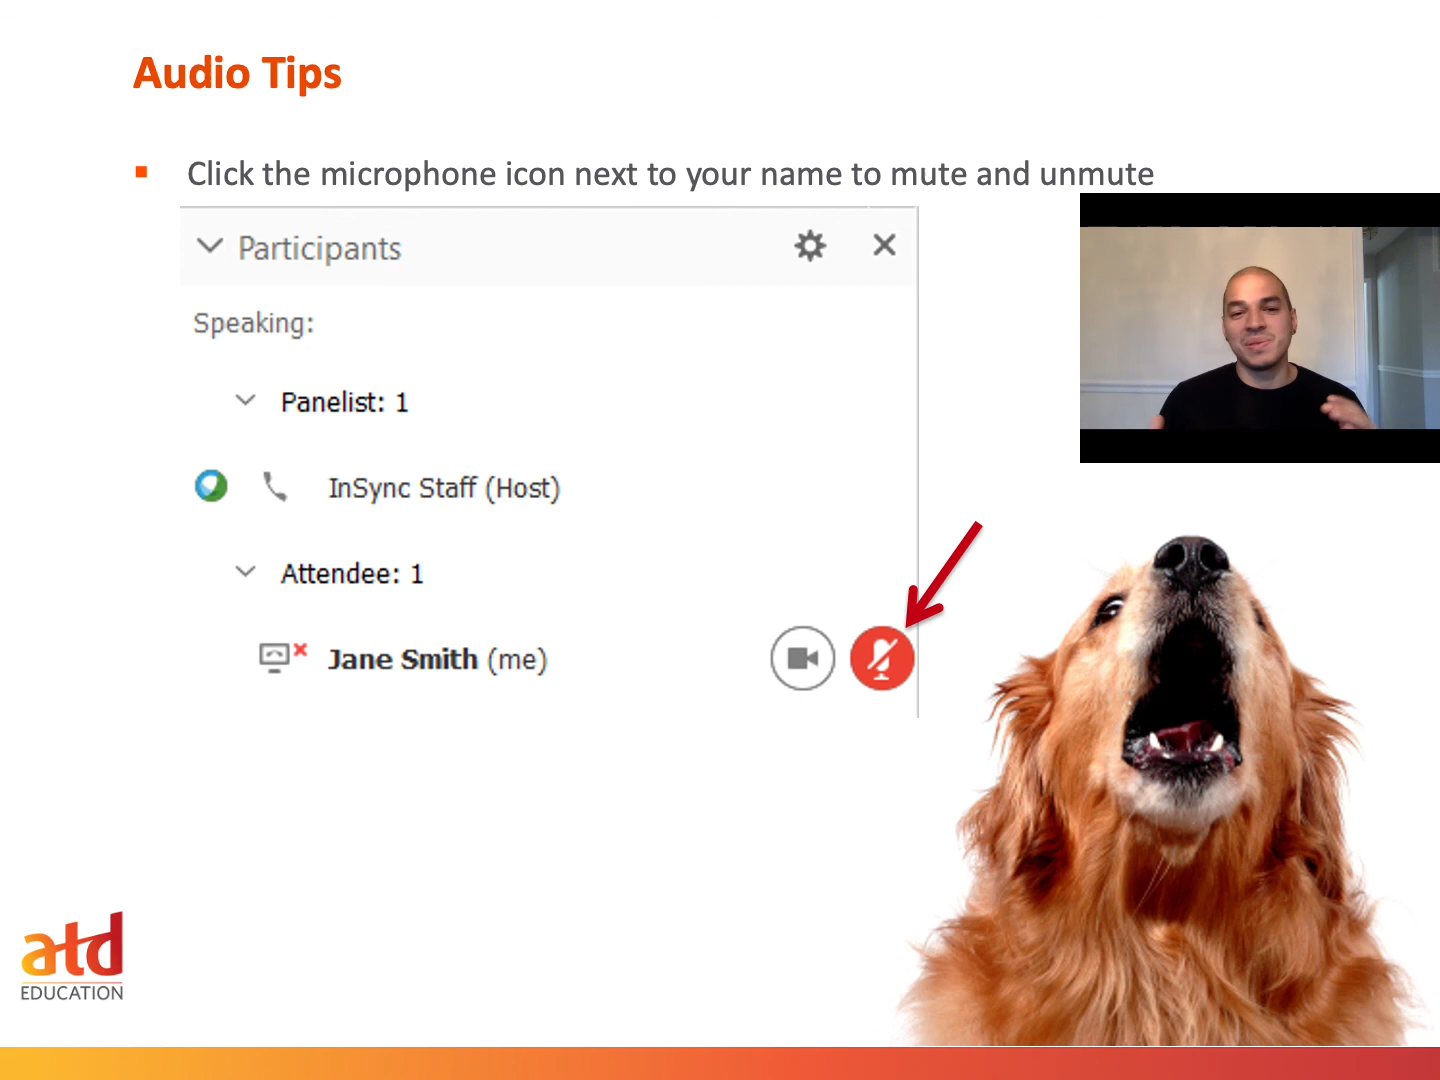 Audio Tips
Click the microphone icon next to your name to mute and unmute
Participants
Speaking:
Panelist: 1
InSync Staff (Host)
Attendee: 1
Jane Smith (me)
atd
EDUCATION